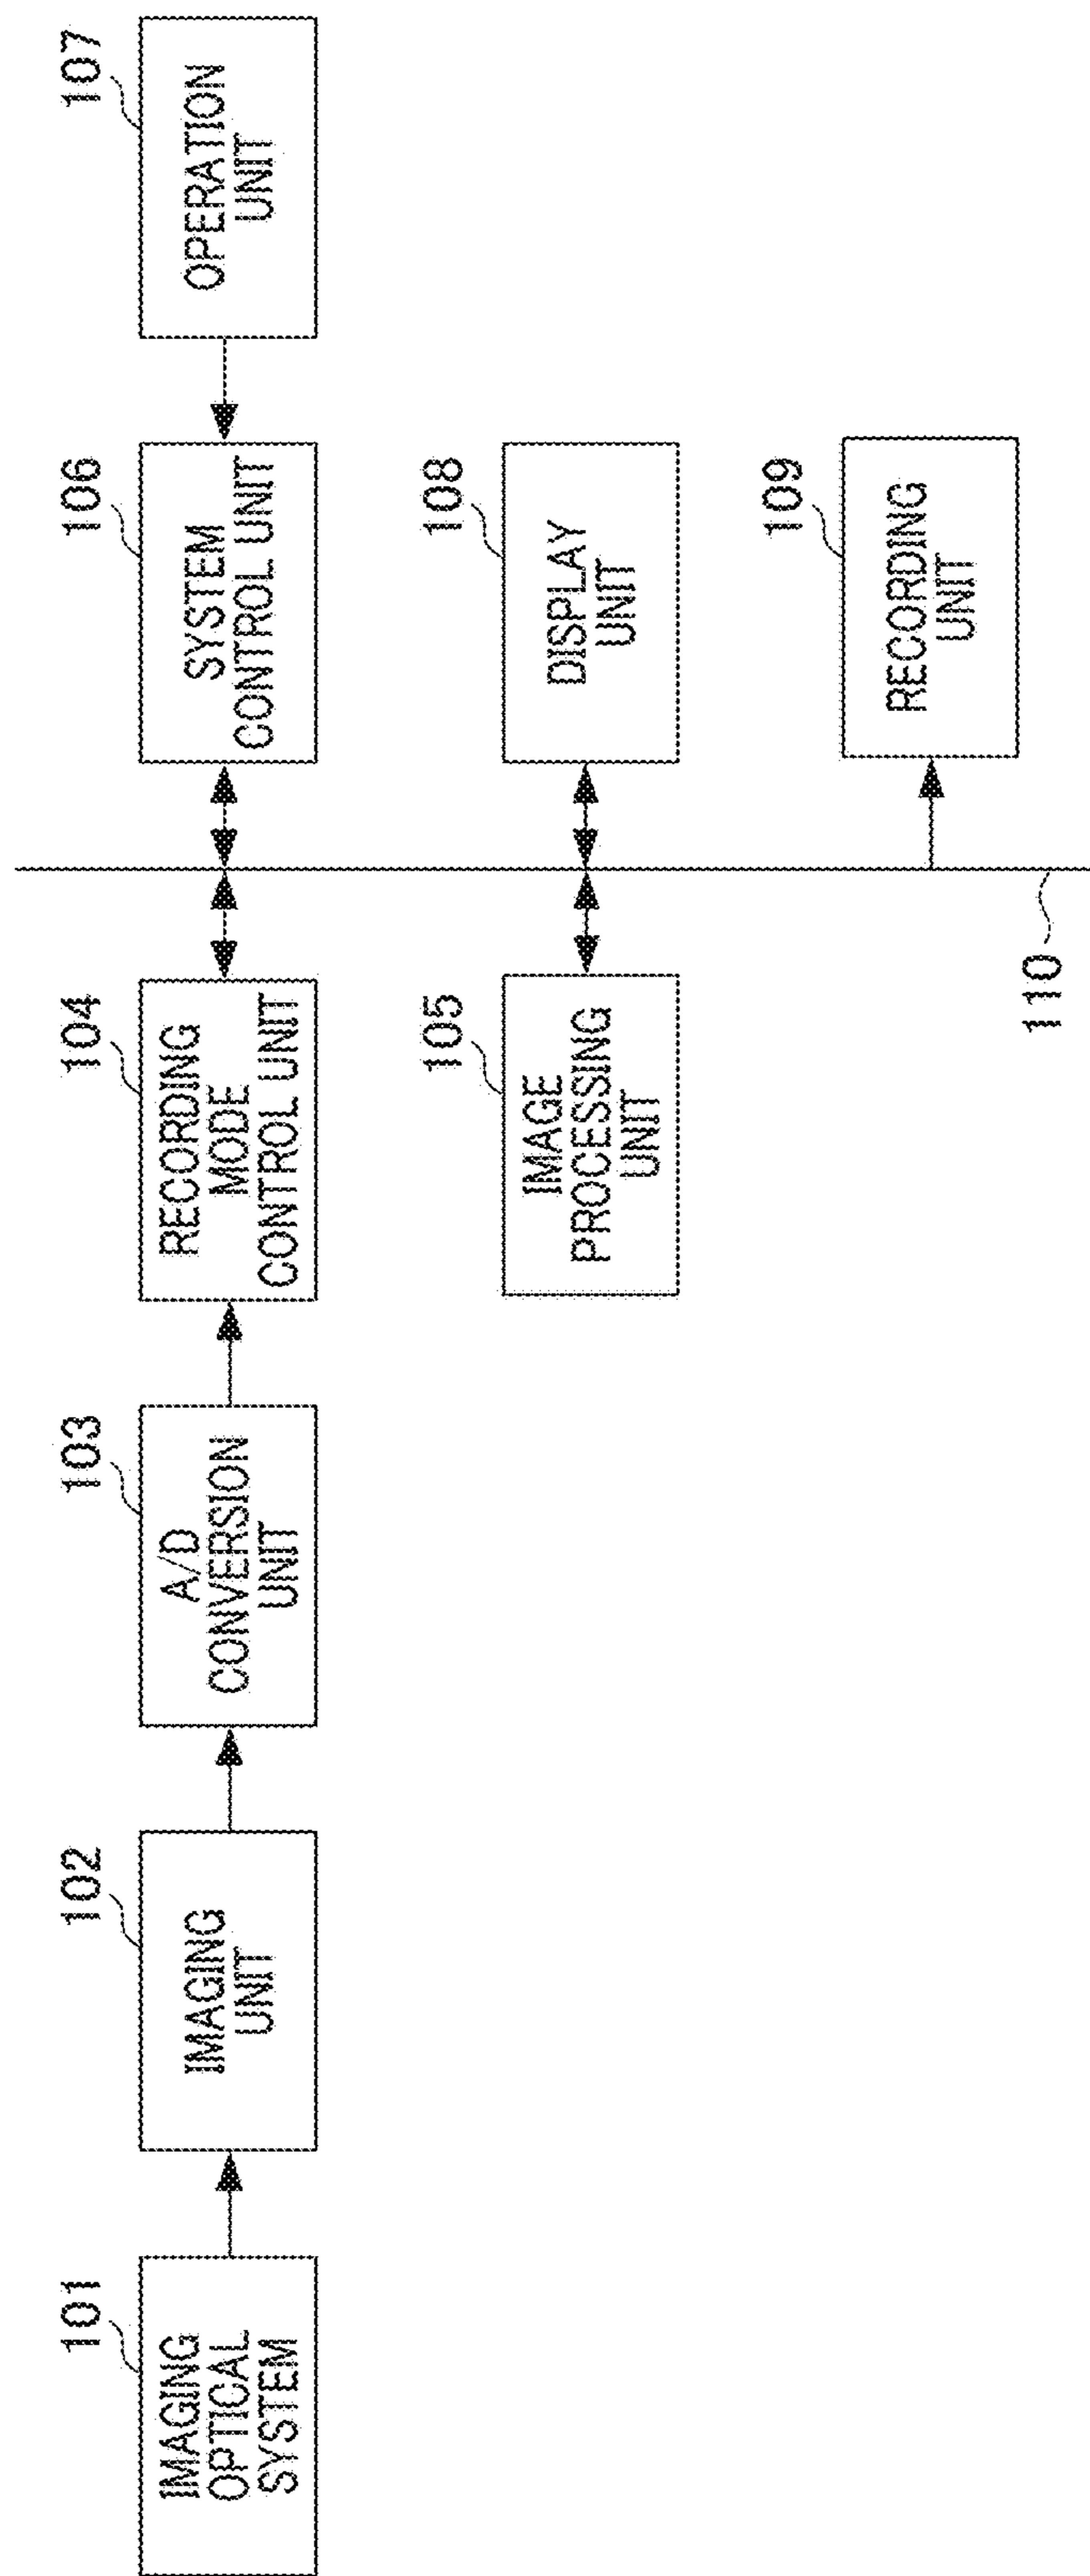 101
IMAGING
OPTICAL
SYSTEM
102
IMAGING
UNIT
103
A/D
CONVERSION
UNIT
104
RECORDING
MODE
CONTROL UNIT
106
SYSTEM
CONTROL UNIT
107
OPERATION
UNIT
105
IMAGE
PROCESSING
UNIT
108
DISPLAY
UNIT
109
RECORDING
UNIT
110